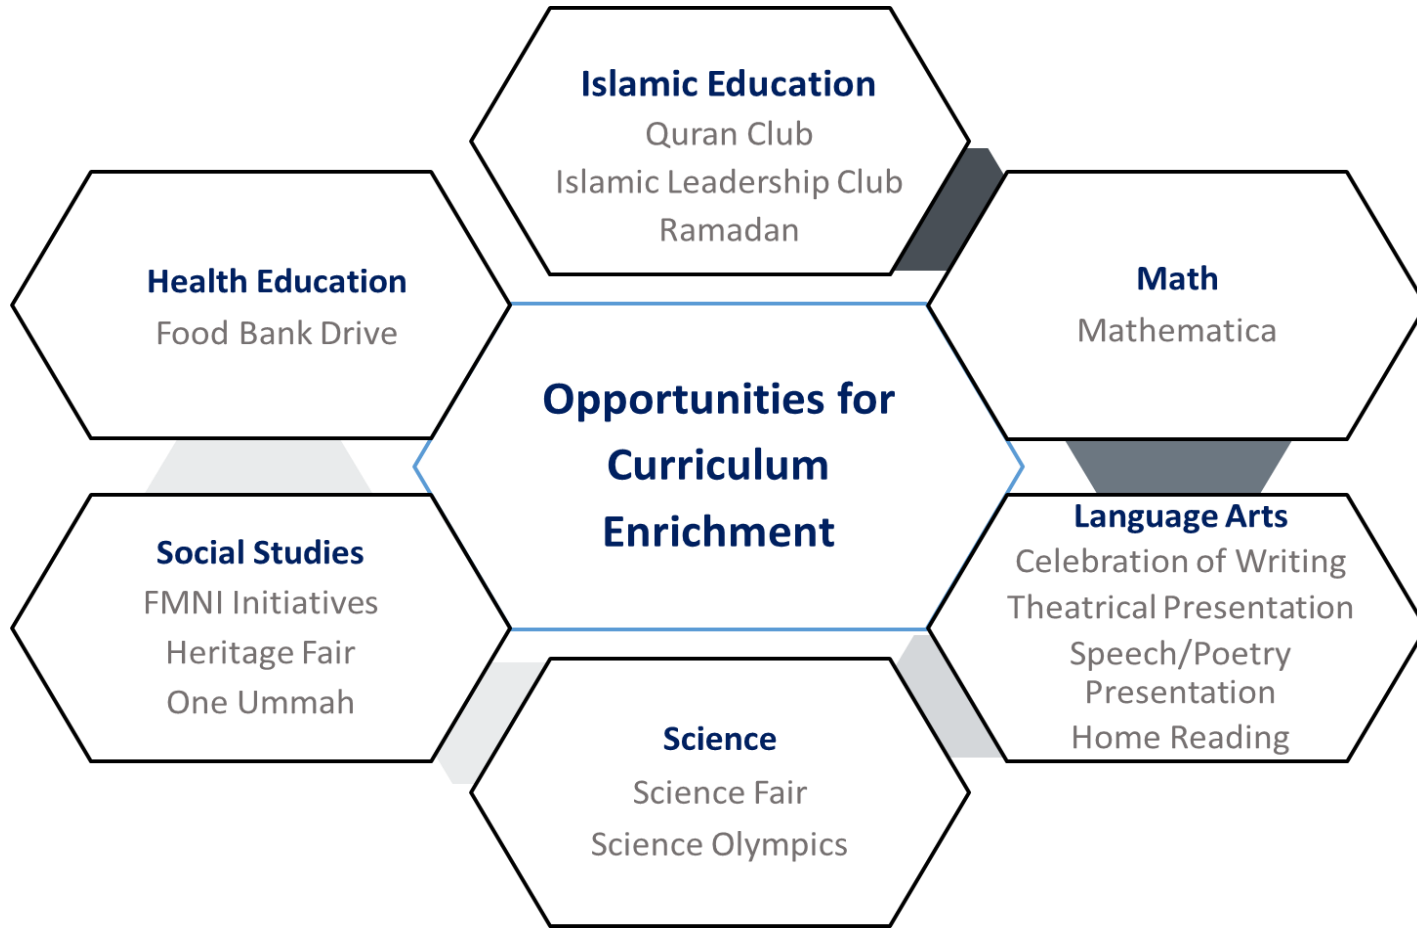 Islamic Education
Quran Club
Islamic Leadership Club
Ramadan
Health Education
Food Bank Drive
Math
Mathematica
Opportunities for
Curriculum
Enrichment
Social Studies
FMNI Initiatives
Heritage Fair
One Ummah
Language Arts
Celebration of Writing
Theatrical Presentation
Speech/Poetry
Presentation
Home Reading
Science
Science Fair
Science Olympics